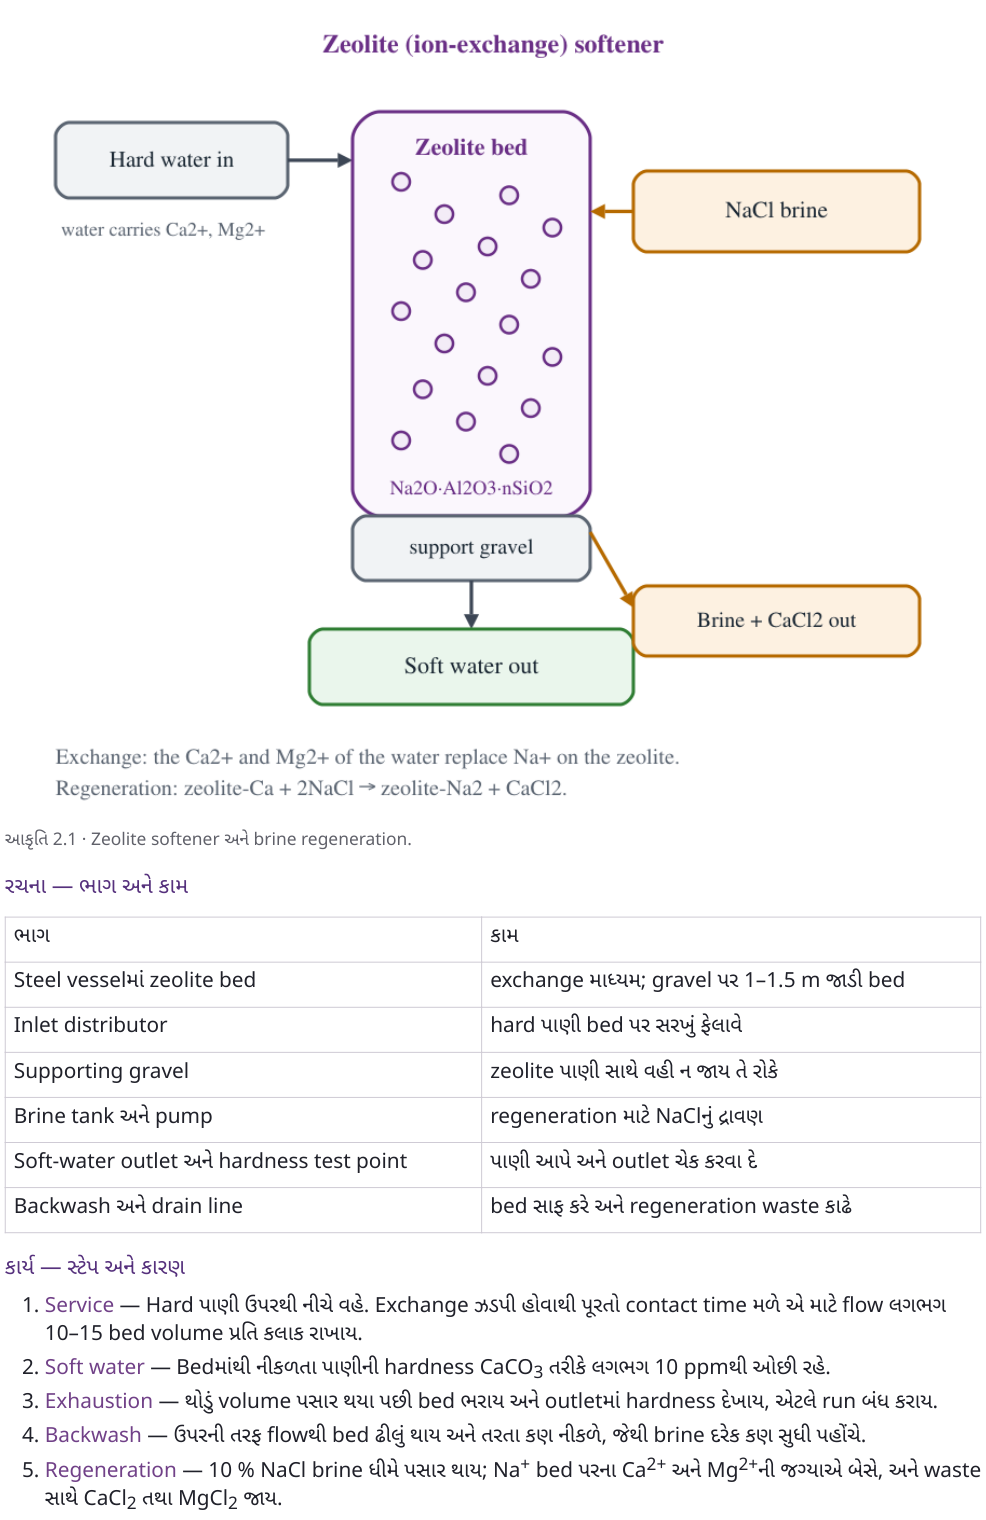 Zeolite (ion-exchange) softener
Hard water in
water carries Ca2+, Mg2+
Zeolite bed
NaCl brine
Na2O·Al2O3·nSiO2
support gravel
Brine + CaCl2 out
Soft water out
Exchange: the Ca2+ and Mg2+ of the water replace Na+ on the zeolite.
Regeneration: zeolite-Ca + 2NaCl → zeolite-Na2 + CaCl2.
આકૃતિ 2.1 · Zeolite softener અને brine regeneration.
રચના — ભાગ અને કામ
ભાગ	કામ
Steel vesselમાં zeolite bed	exchange માધ્યમ; gravel પર 1–1.5 m જાડી bed
Inlet distributor	hard પાણી bed પર સરખું ફેલાવે
Supporting gravel	zeolite પાણી સાથે વહી ન જાય તે રોકે
Brine tank અને pump	regeneration માટે NaClનું દ્રાવણ
Soft-water outlet અને hardness test point	પાણી આપે અને outlet ચેક કરવા દે
Backwash અને drain line	bed સાફ કરે અને regeneration waste કાઢે
કાર્ય — સ્ટેપ અને કારણ
1. Service — Hard પાણી ઉપરથી નીચે વહે. Exchange ઝડપી હોવાથી પૂરતો contact time મળે એ માટે flow લગભગ
10–15 bed volume પ્રતિ કલાક રાખાય.
2. Soft water — Bedમાંથી નીકળતા પાણીની hardness CaCO₃ તરીકે લગભગ 10 ppmથી ઓછી રહે.
3. Exhaustion — થોડું volume પસાર થયા પછી bed ભરાય અને outletમાં hardness દેખાય, એટલે run બંધ કરાય.
4. Backwash — ઉપરની તરફ flowથી bed ઢીલું થાય અને તરતા કણ નીકળે, જેથી brine દરેક કણ સુધી પહોંચે.
5. Regeneration — 10 % NaCl brine ધીમે પસાર થાય; Na⁺ bed પરના Ca²⁺ અને Mg²⁺ની જગ્યાએ બેસે, અને waste
સાથે CaCl₂ તથા MgCl₂ જાય.